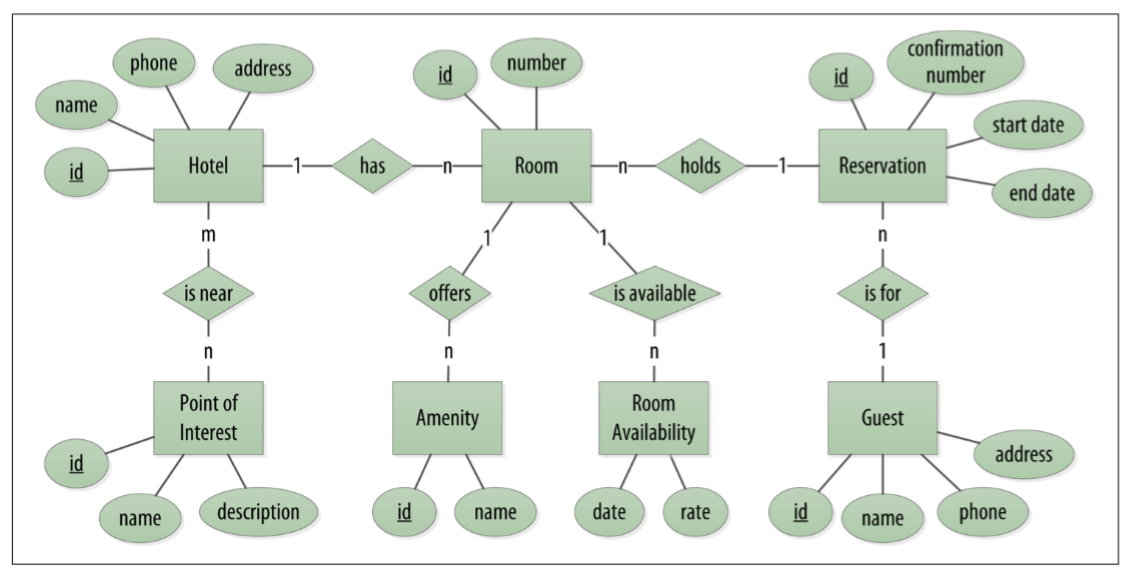 phone
address
name
id
Hotel
1
has
n
id
number
Room
n
holds
1
id
confirmation
number
start date
end date
Reservation
m
is near
n
1
offers
n
1
is available
n
n
is for
1
Point of
Interest
id
name
description
Amenity
id
name
Room
Availability
date
rate
Guest
address
id
name
phone